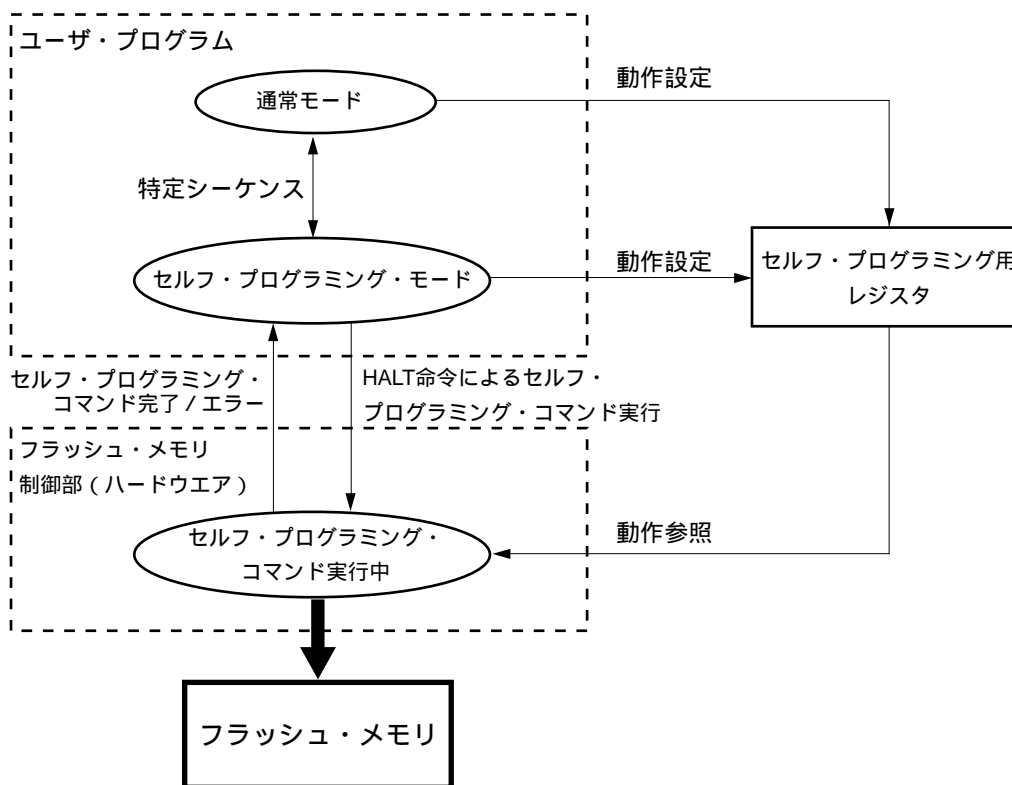 ユーザ・プログラム
通常モード
動作設定
特定シーケンス
セルフ・プログラミング・モード
動作設定
セルフ・プログラミング用
レジスタ
セルフ・プログラミング・
コマンド完了 / エラー
HALT命令によるセルフ・
プログラミング・コマンド実行
フラッシュ・メモリ
制御部（ハードウエア）
セルフ・プログラミング・
コマンド実行中
動作参照
フラッシュ・メモリ